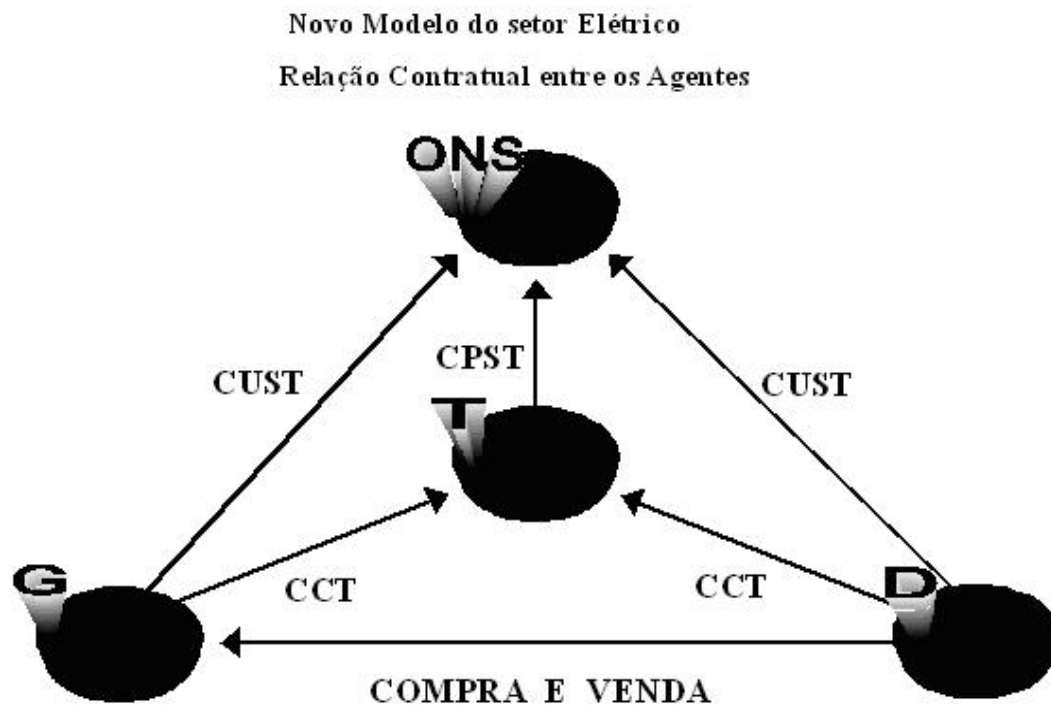 Novo Modelo do setor Elétrico
Relação Contratual entre os Agentes
ONS
CUST
CPST
CUST
T
G
CCT
CCT
D
COMPRA E VENDA